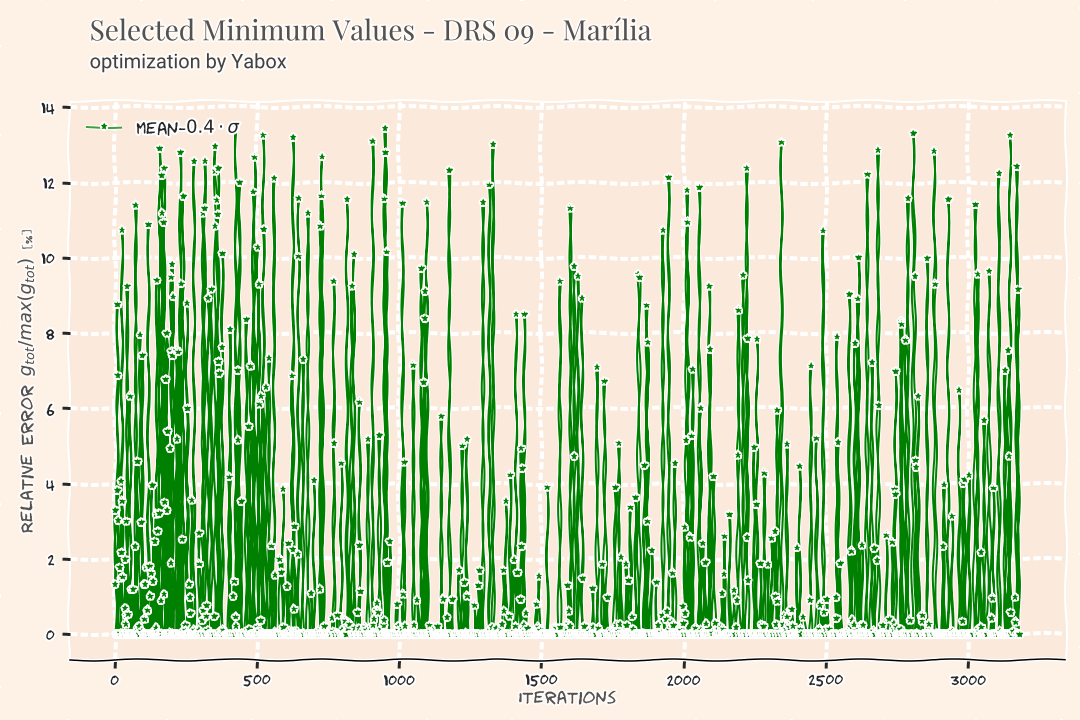 Selected Minimum Values - DRS 09 - Marília
optimization by Yabox
MEAN-0.4 · σ
RELATIVE ERROR g_tot/max(g_tot) [%]
14
12
10
8
6
4
2
0
0 500 1000 1500 2000 2500 3000
ITERATIONS